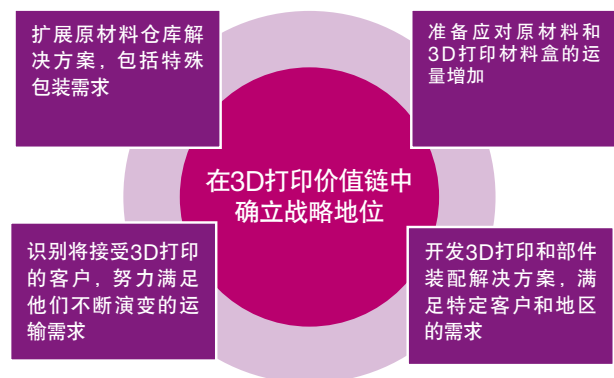 扩展原材料仓库解
决方案，包括特殊
包装需求
准备应对原材料和
3D打印材料盒的运
量增加
在3D打印价值链中
确立战略地位
识别将接受3D打印
的客户，努力满足
他们不断演变的运
输需求
开发3D打印和部件
装配解决方案，满
足特定客户和地区
的需求